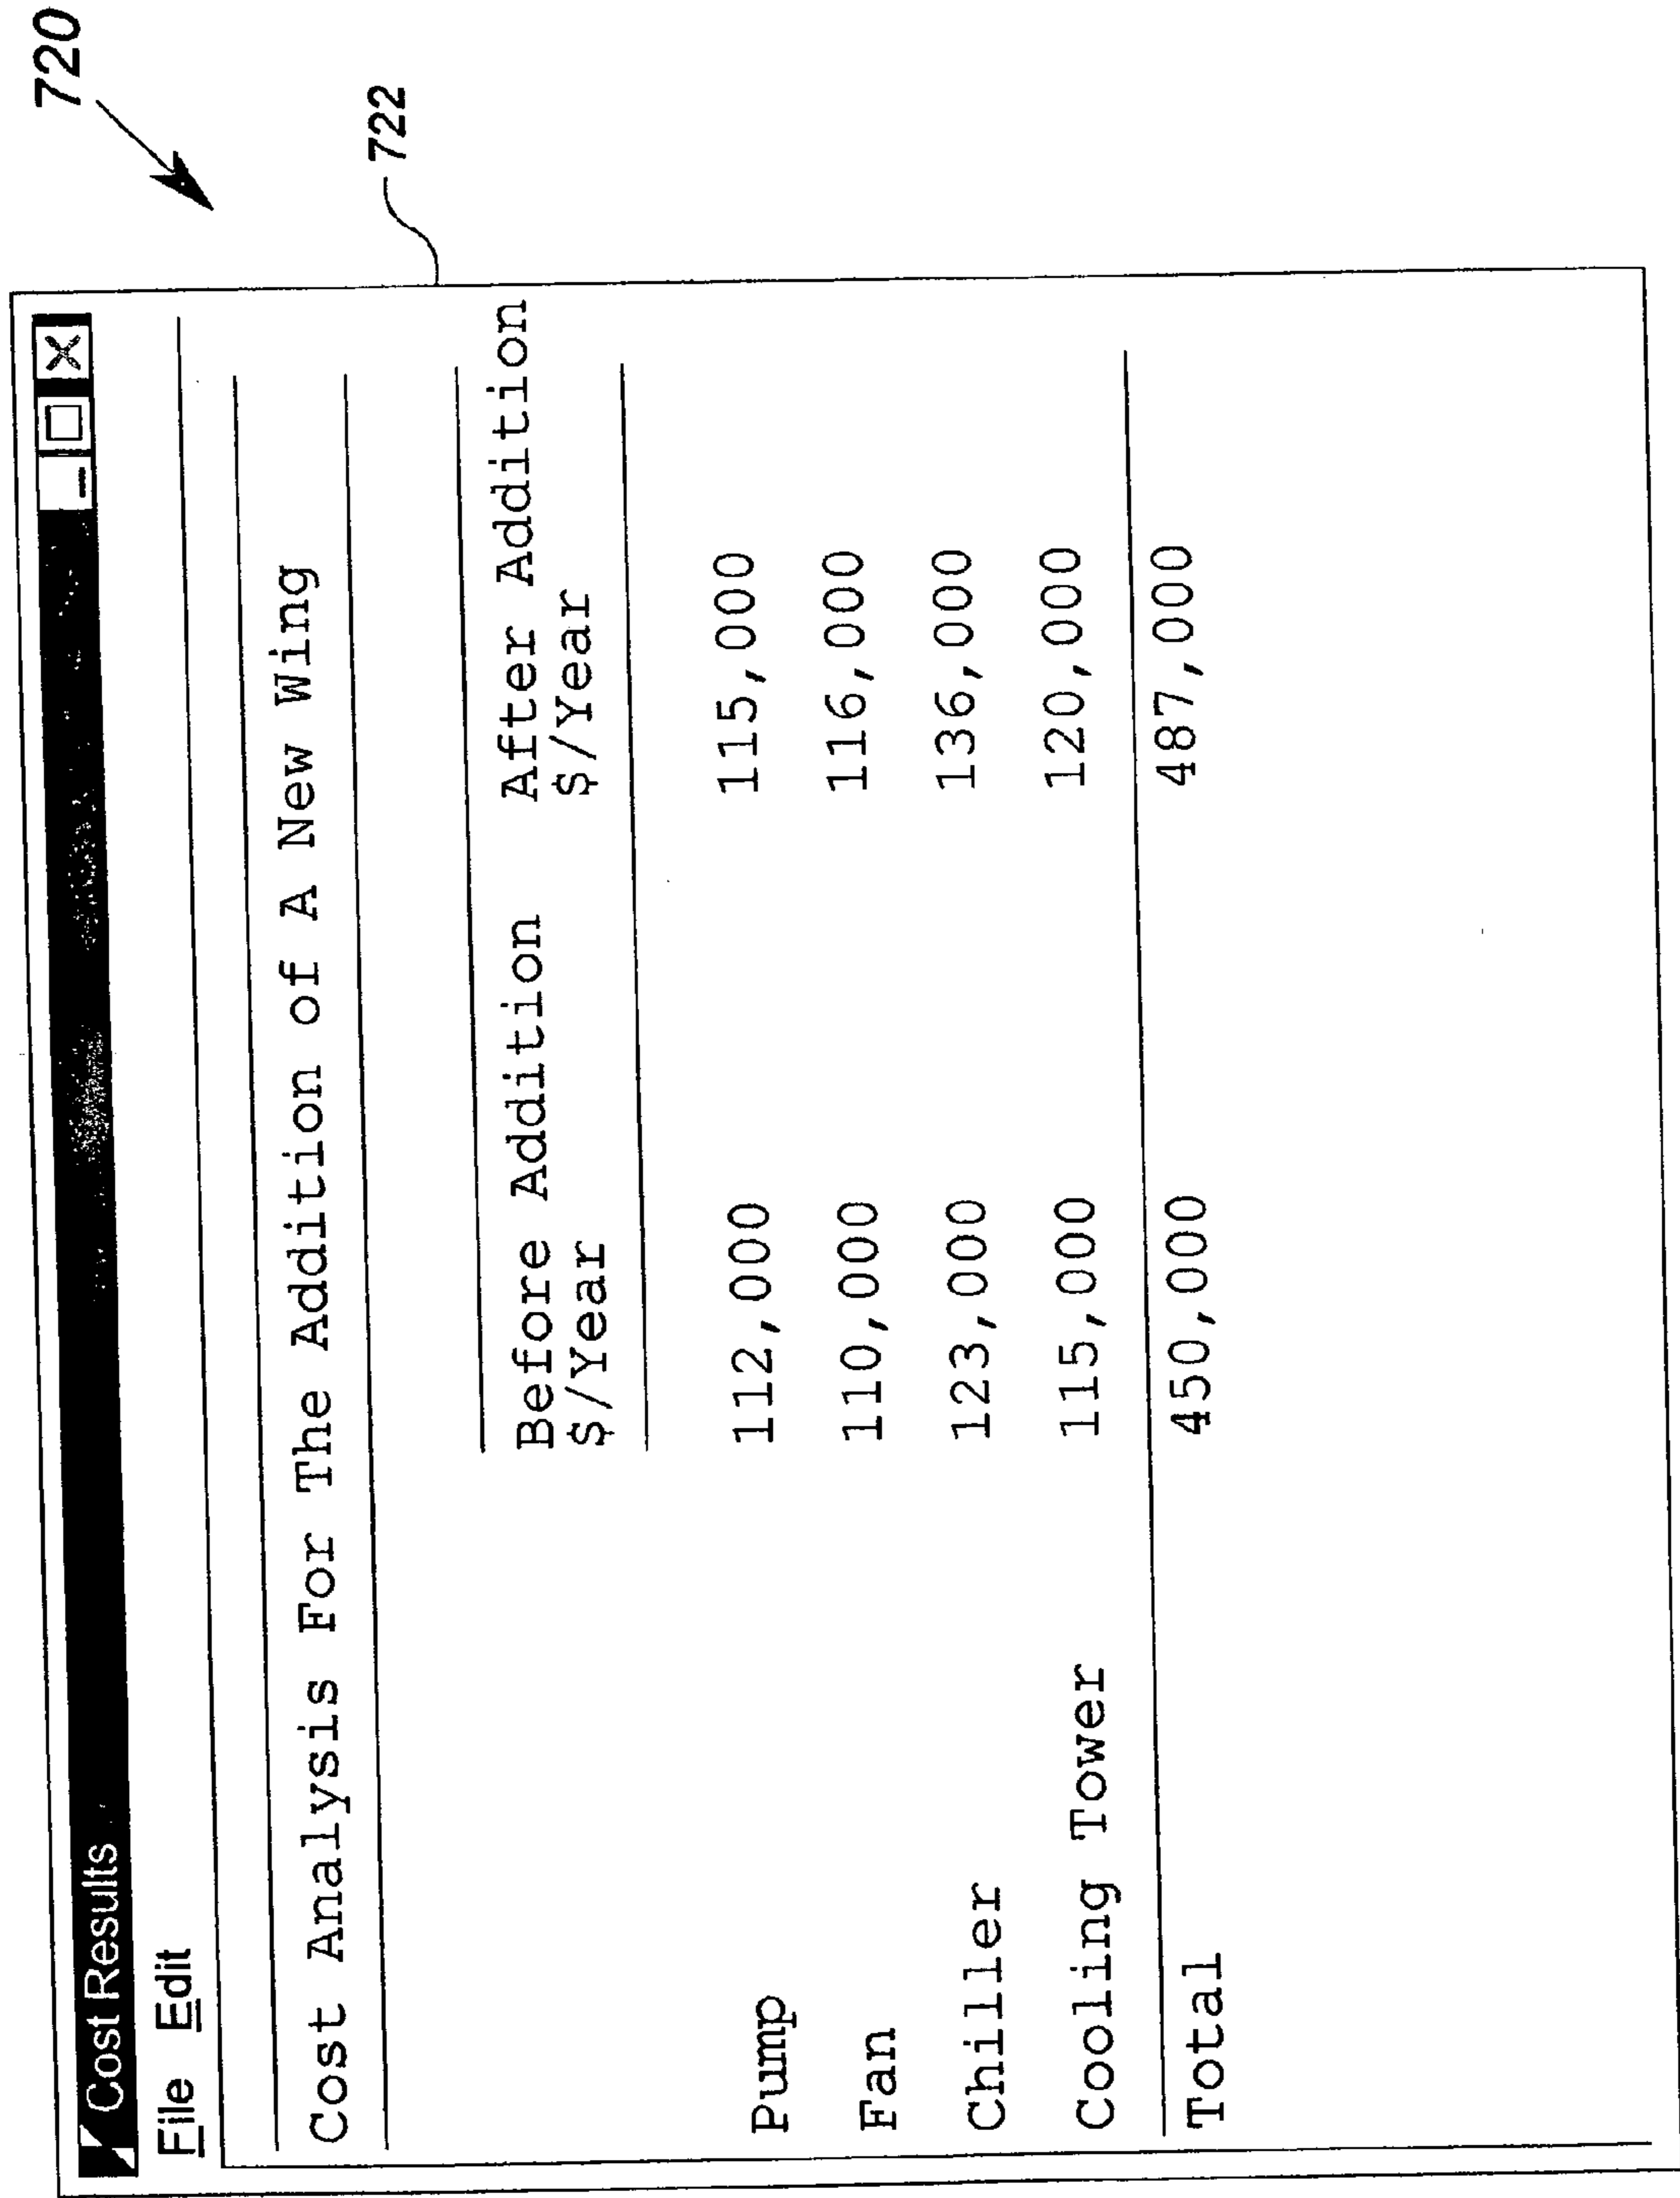 720
722
Cost Results
File Edit
Cost Analysis For The Addition of A New Wing
Before Addition After Addition
$/Year $/Year
Pump 112,000 115,000
Fan 110,000 116,000
Chiller 123,000 136,000
Cooling Tower 115,000 120,000
Total 450,000 487,000